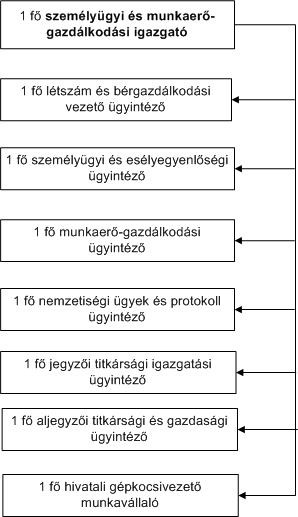 1 fő személyügyi és munkaerő-
gazdálkodási igazgató
1 fő létszám és bérgazdálkodási
vezető ügyintéző
1 fő személyügyi és esélyegyenlőségi
ügyintéző
1 fő munkaerő-gazdálkodási
ügyintéző
1 fő nemzetiségi ügyek és protokoll
ügyintéző
1 fő jegyzői titkársági igazgatási
ügyintéző
1 fő aljegyzői titkársági és gazdasági
ügyintéző
1 fő hivatali gépkocsivezető
munkavállaló